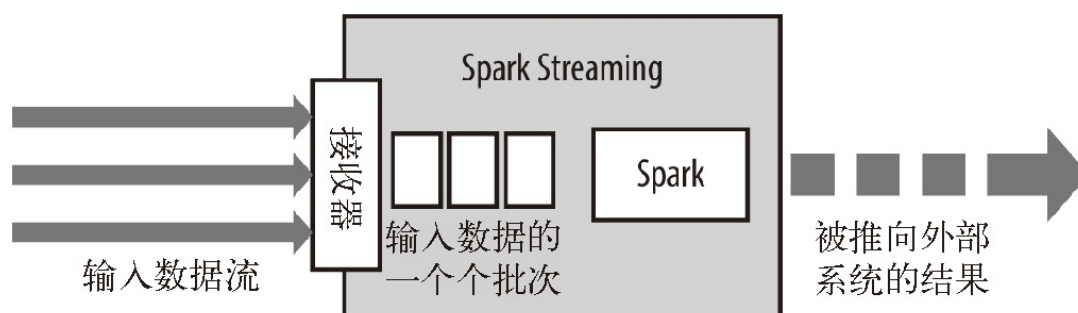 Spark Streaming
接收器
Spark
输入数据的
一个个批次
输入数据流
被推向外部
系统的结果